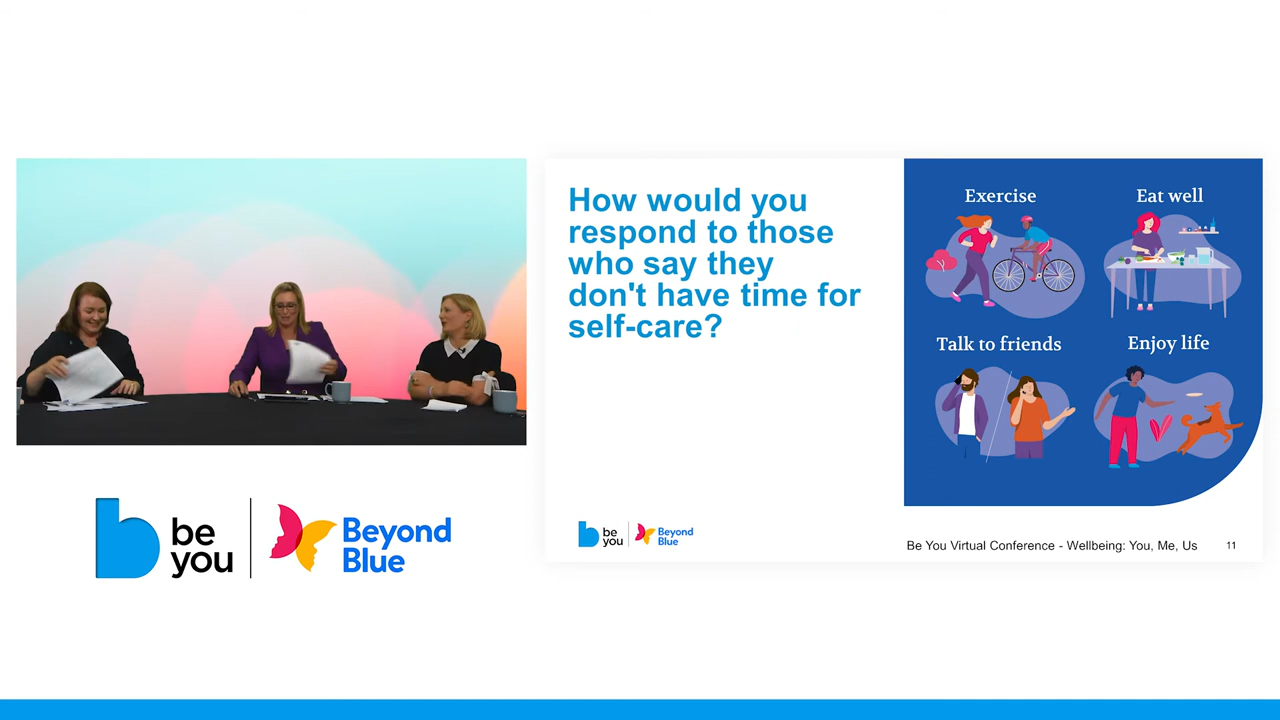 How would you
respond to those
who say they
don't have time for
self-care?
Exercise
Eat well
Talk to friends
Enjoy life
be
you
Beyond
Blue
be
you
Beyond
Blue
Be You Virtual Conference - Wellbeing: You, Me, Us
11